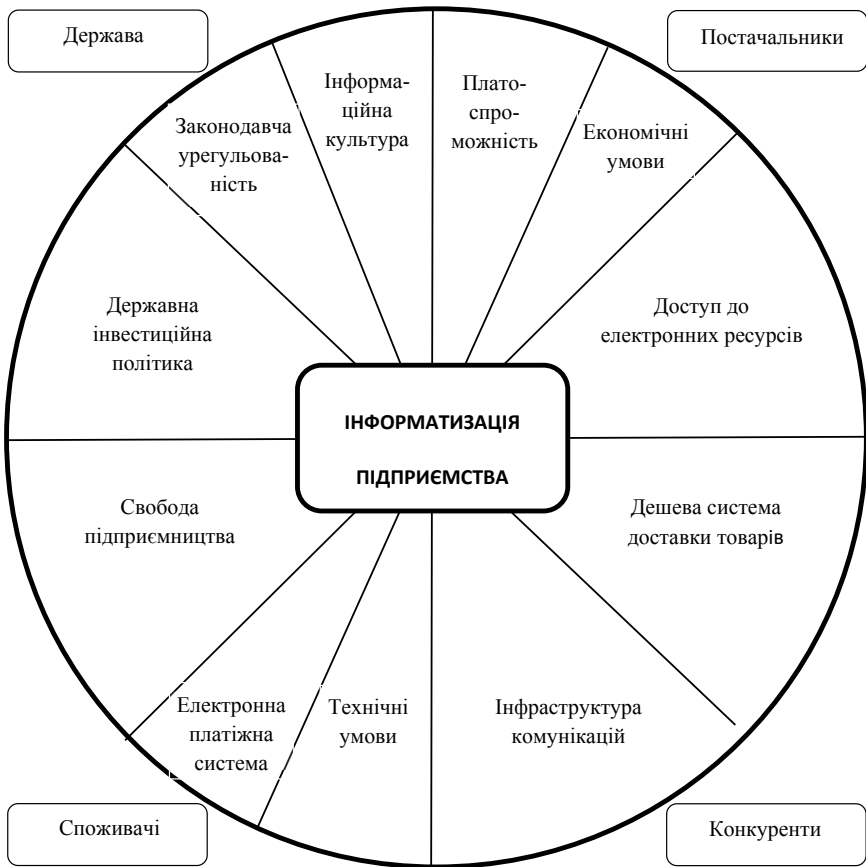 Держава
Постачальники
Інформа-
ційна
культура
Плато-
спро-
можність
Законодавча
урегульова-
ність
Економічні
умови
Державна
інвестиційна
політика
Доступ до
електронних ресурсів
ІНФОРМАТИЗАЦІЯ
ПІДПРИЄМСТВА
Свобода
підприємництва
Дешева система
доставки товарів
Електронна
платіжна
система
Технічні
умови
Інфраструктура
комунікацій
Споживачі
Конкуренти